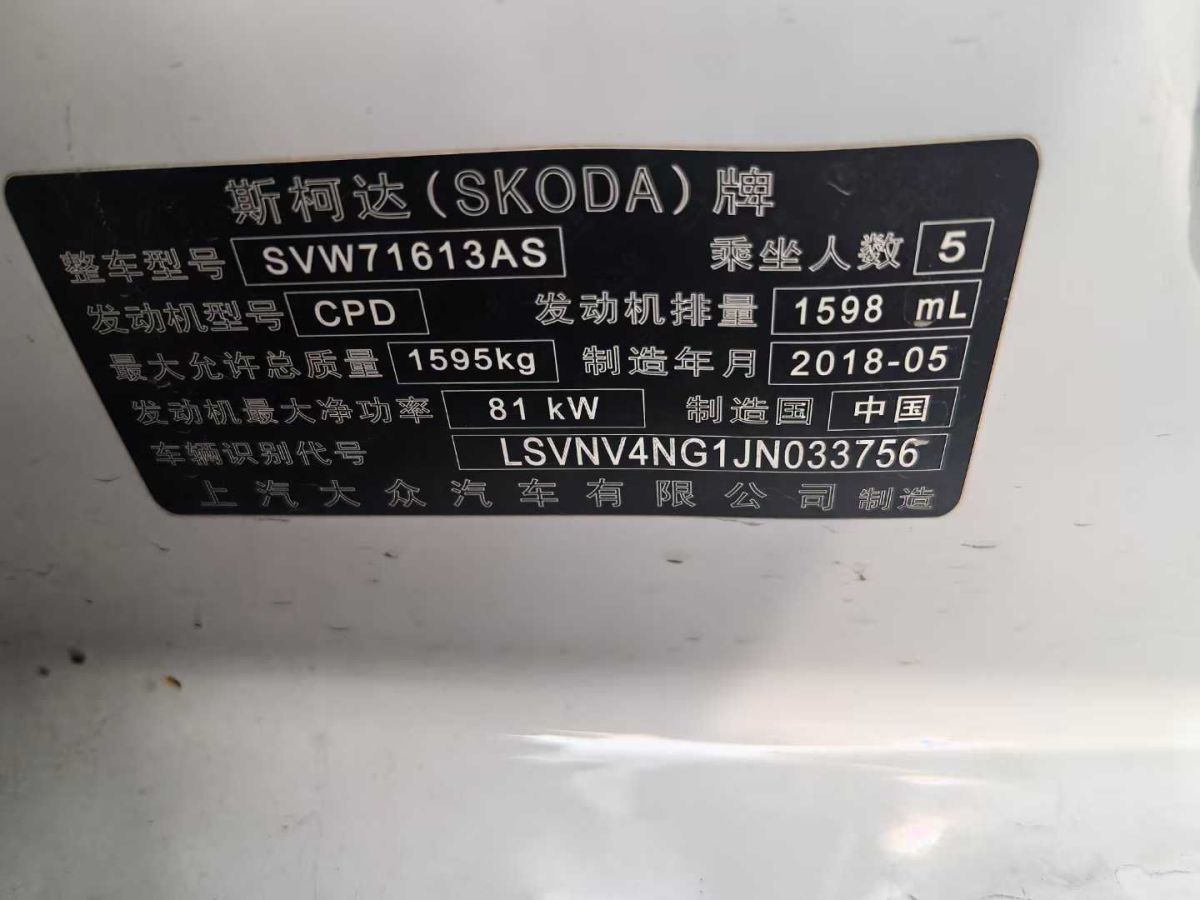 斯柯达(SKODA)牌
整车型号 SVW71613AS 乘坐人数 5
发动机型号 CPD 发动机排量 1598 mL
最大允许总质量 1595kg 制造年月 2018-05
发动机最大净功率 81 kW 制造国 中国
车辆识别代号 LSVNV4NG1JN033756
上汽大众汽车有限公司 制造